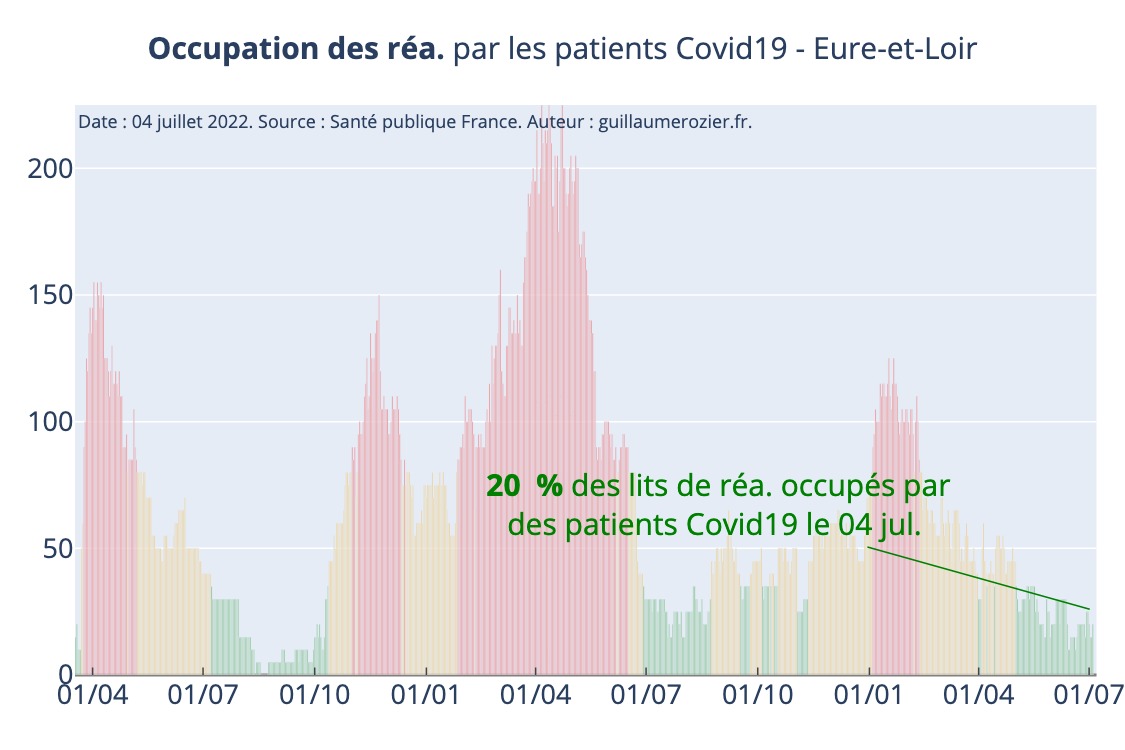 Occupation des réa. par les patients Covid19 - Eure-et-Loir
Date : 04 juillet 2022. Source : Santé publique France. Auteur : guillaumerozier.fr.
200
150
100
50
0
20 % des lits de réa. occupés par
des patients Covid19 le 04 jul.
01/04 01/07 01/10 01/01 01/04 01/07 01/10 01/01 01/04 01/07